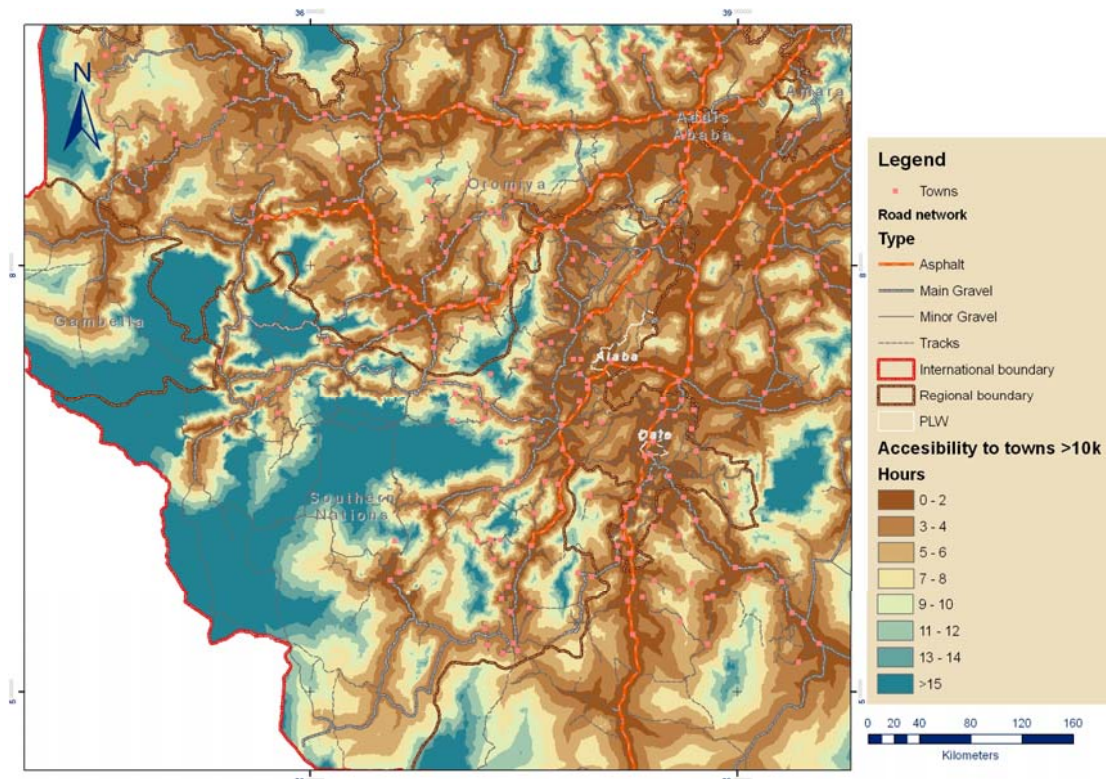 36
39
N
Amara
Addis
Ababa
Oromiya
8
8
Gambella
Alaba
Dale
Southern
Nations
5
5
Legend
Towns
Road network
Type
Asphalt
Main Gravel
Minor Gravel
Tracks
International boundary
Regional boundary
PLW
Accesibility to towns >10k
Hours
0 - 2
3 - 4
5 - 6
7 - 8
9 - 10
11 - 12
13 - 14
>15
0 20 40 80 120 160
Kilometers